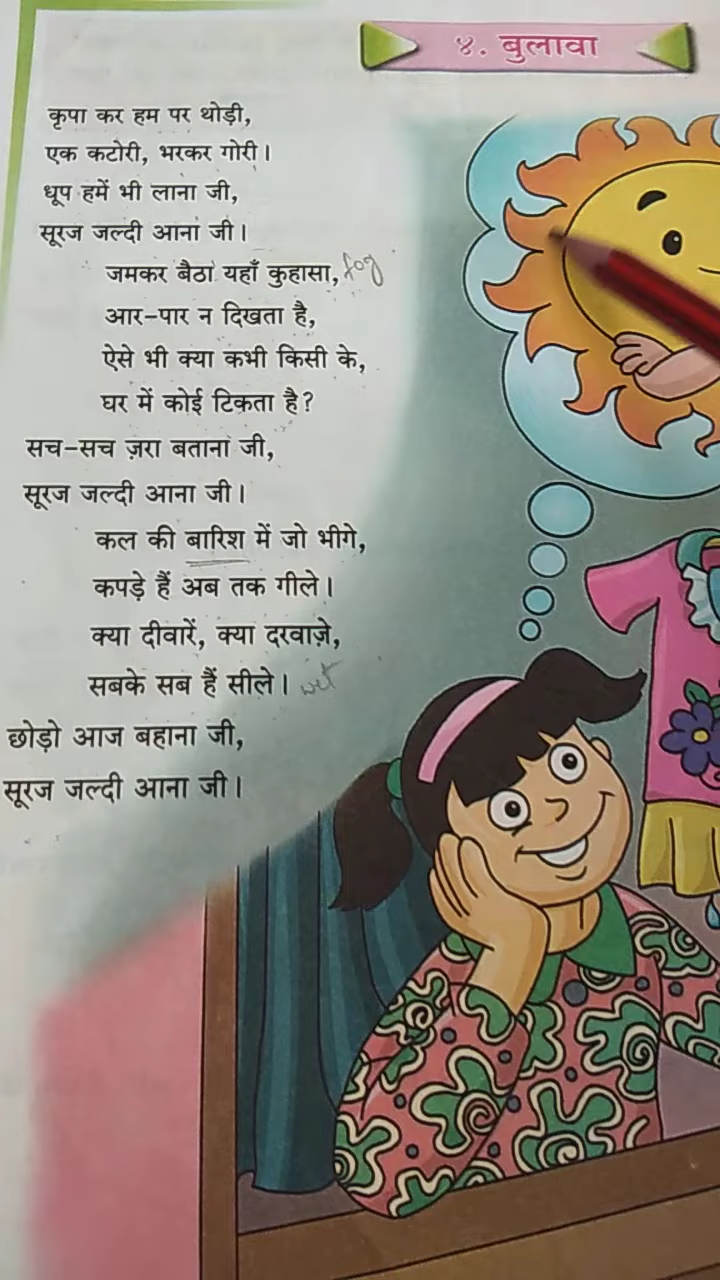 ४. बुलावा
कृपा कर हम पर थोड़ी,
एक कटोरी, भरकर गोरी।
धूप हमें भी लाना जी,
सूरज जल्दी आना जी।
जमकर बैठा यहाँ कुहासा, fog
आर-पार न दिखता है,
ऐसे भी क्या कभी किसी के,
घर में कोई टिकता है?
सच-सच ज़रा बताना जी,
सूरज जल्दी आना जी।
कल की बारिश में जो भीगे,
कपड़े हैं अब तक गीले।
क्या दीवारें, क्या दरवाज़े,
सबके सब हैं सीले। wet
छोड़ो आज बहाना जी,
सूरज जल्दी आना जी।